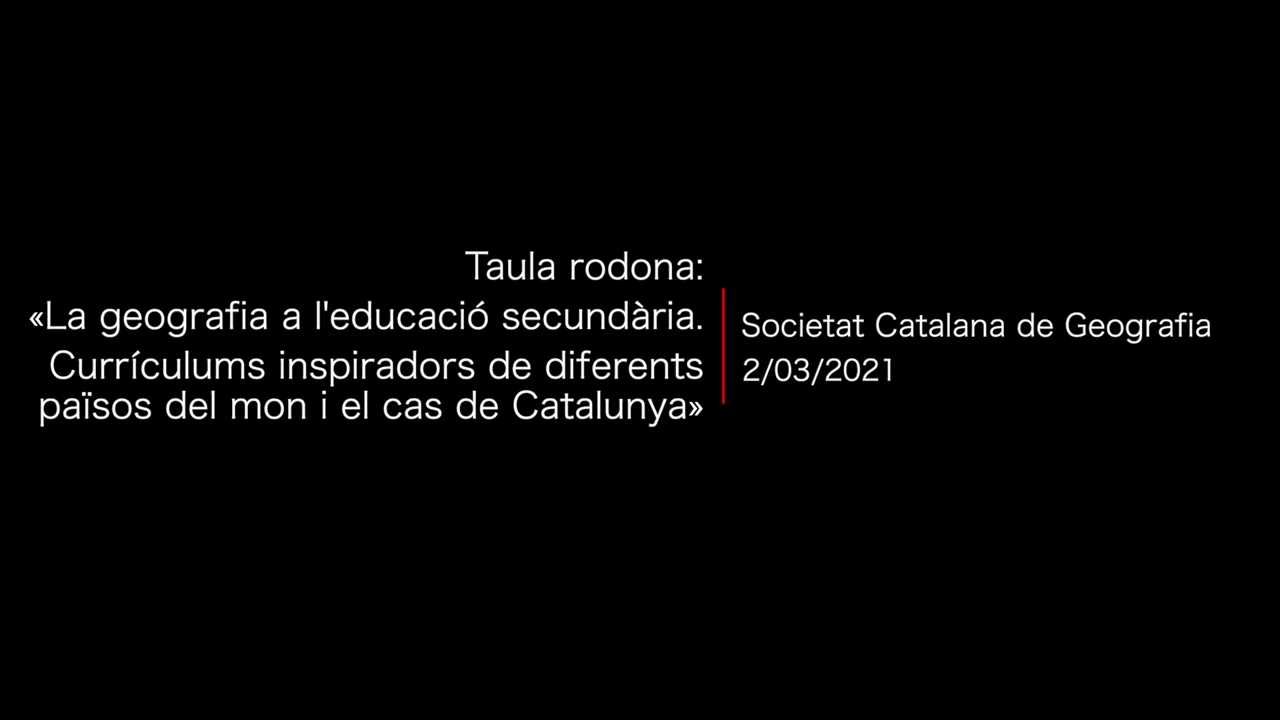 Taula rodona:
«La geografia a l'educació secundària.
Currículums inspiradors de diferents
països del mon i el cas de Catalunya»
Societat Catalana de Geografia
2/03/2021